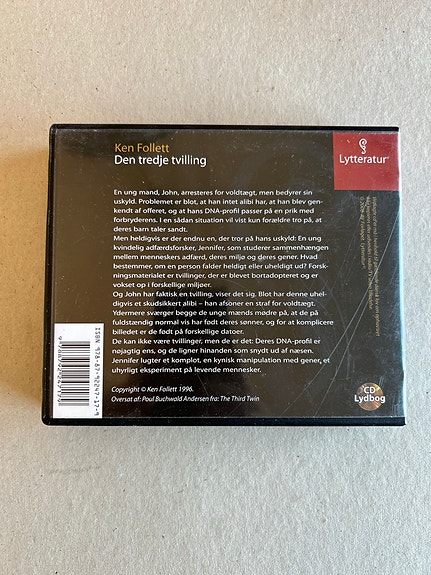 Ken Follett
Den tredje tvilling
Lytteratur
En ung mand, John, arresteres for voldtægt, men bedyrer sin
uskyld. Problemet er blot, at han intet alibi har, at han blev gen-
kendt af offeret, og at hans DNA-profil passer på en prik med
forbryderens. I en sådan situation vil vist kun forældre tro på, at
deres barn taler sandt.
Men heldigvis er der endnu en, der tror på hans uskyld: En ung
kvindelig adfærdsforsker, Jennifer, som studerer sammenhængen
mellem menneskers adfærd, deres miljø og deres gener. Hvad
bestemmer, om en person falder heldigt eller uheldigt ud? Forsk-
ningsmaterialet er tvillinger, der er blevet bortadopteret og er
vokset op i forskellige miljøer.
Og John har faktisk en tvilling, viser det sig. Blot har denne uhel-
digvis et skudsikkert alibi – han afsoner en straf for voldtægt.
Ydermere sværger begge de unge mænds mødre på, at de på
fuldstændig normal vis har født deres sønner, og for at komplicere
billedet er de født på forskellige datoer.
De kan ikke være tvillinger, men de er det: Deres DNA-profil er
nøjagtig ens, og de ligner hinanden som snydt ud af næsen.
Jennifer lugter et komplot, en kynisk manipulation med gener, et
uhyrligt eksperiment på levende mennesker.
Copyright © Ken Follett 1996.
Oversat af: Poul Buchwald Andersen fra: The Third Twin
CD
Lydbog
ISBN 978-87-92247-17-9